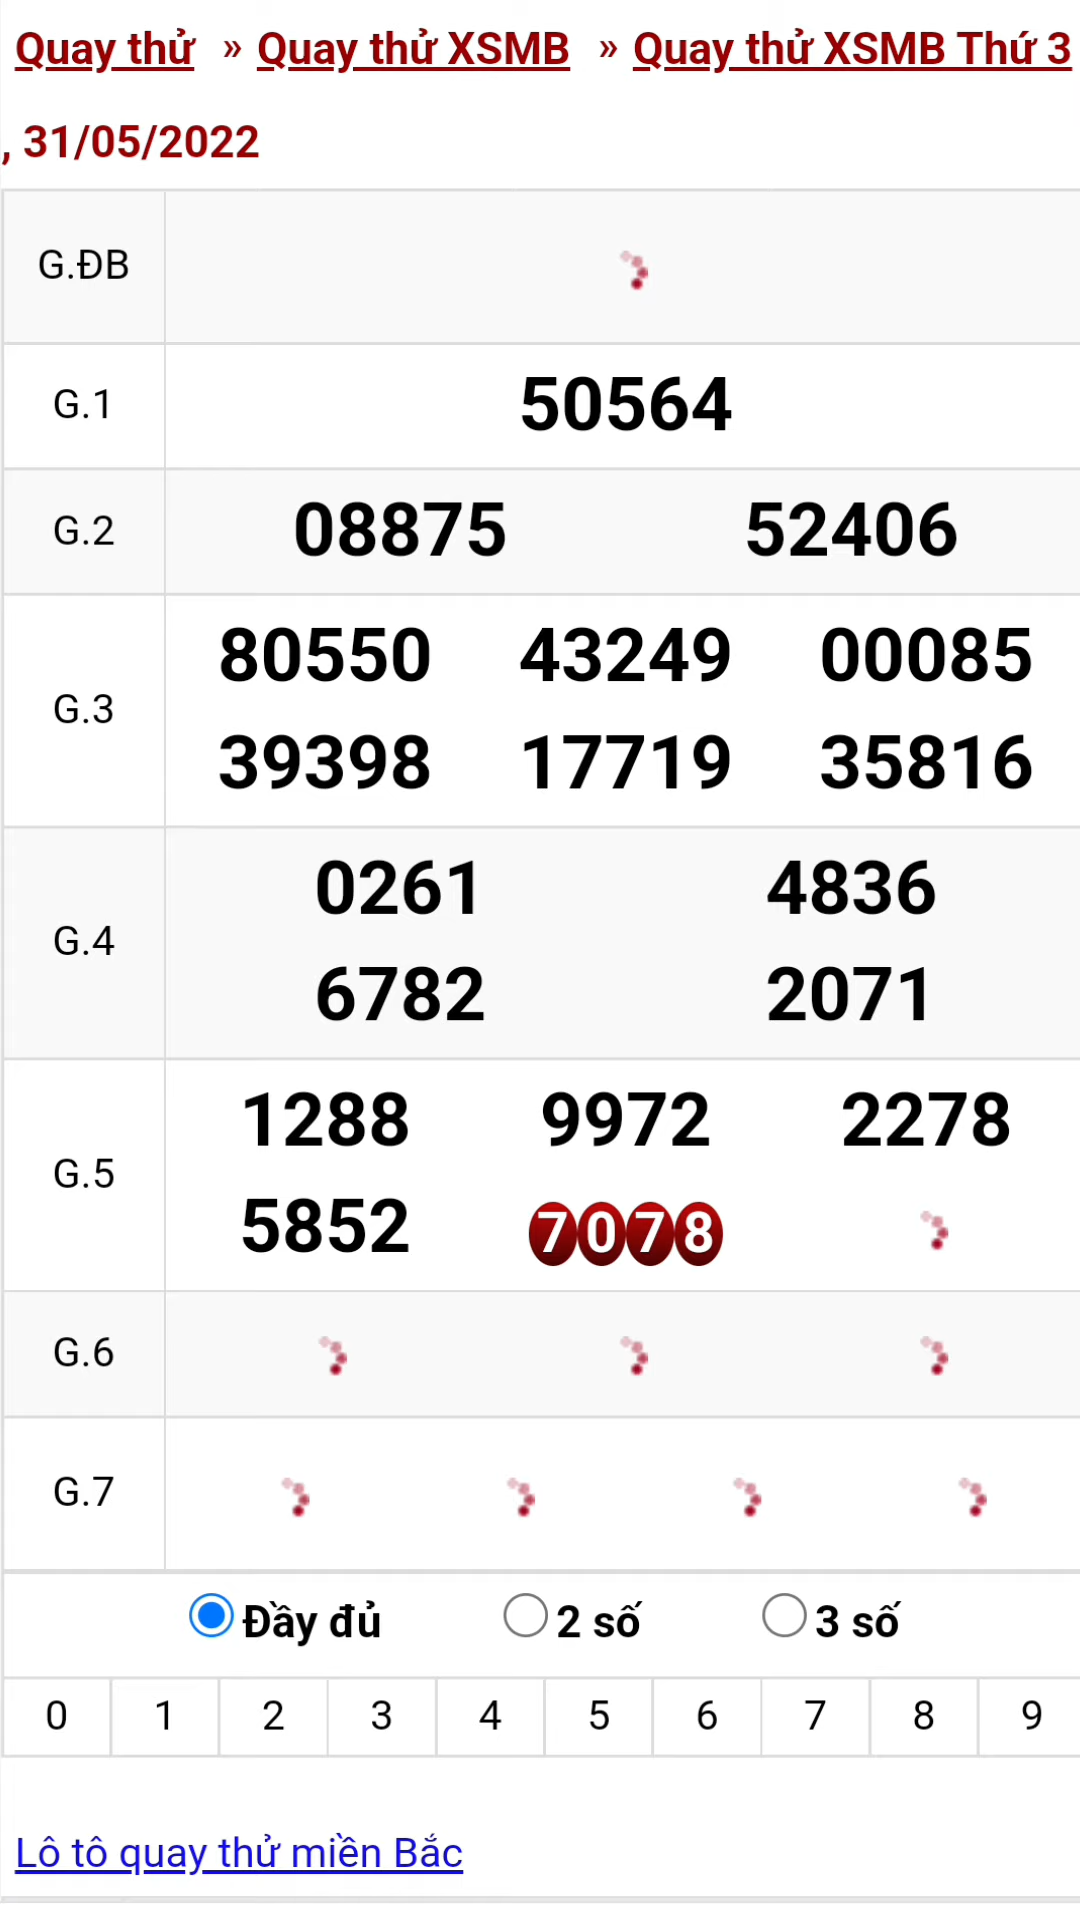 Quay thử » Quay thử XSMB » Quay thử XSMB Thứ 3
, 31/05/2022
G.ĐB
G.1 50564
G.2 08875 52406
G.3 80550 43249 00085
39398 17719 35816
G.4 0261 4836
6782 2071
G.5 1288 9972 2278
5852 7078
G.6
G.7
Đầy đủ 2 số 3 số
0 1 2 3 4 5 6 7 8 9
Lô tô quay thử miền Bắc